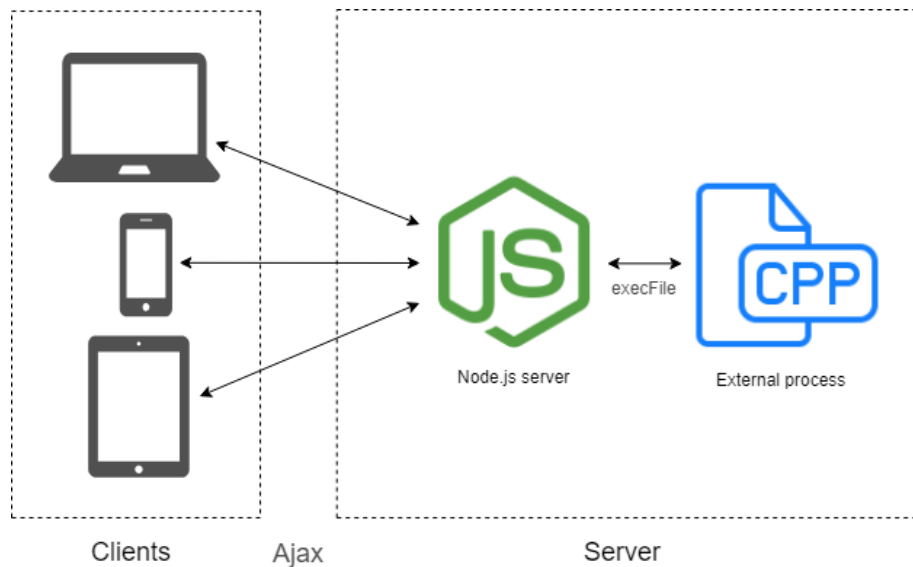 JS
CPP
execFile
Node.js server
External process
Clients
Ajax
Server